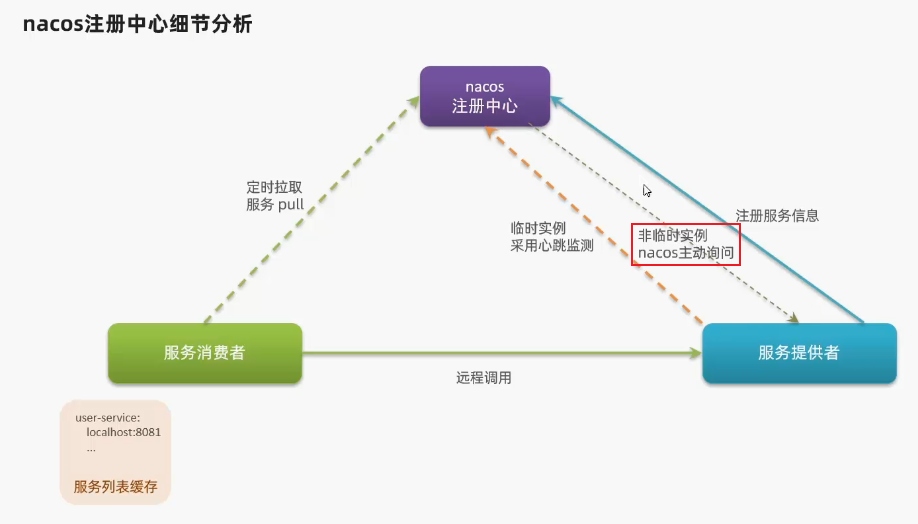 nacos注册中心细节分析
nacos
注册中心
定时拉取
服务 pull
临时实例
采用心跳监测
非临时实例
nacos主动询问
注册服务信息
服务消费者
服务提供者
远程调用
user-service:
localhost:8081
...
服务列表缓存